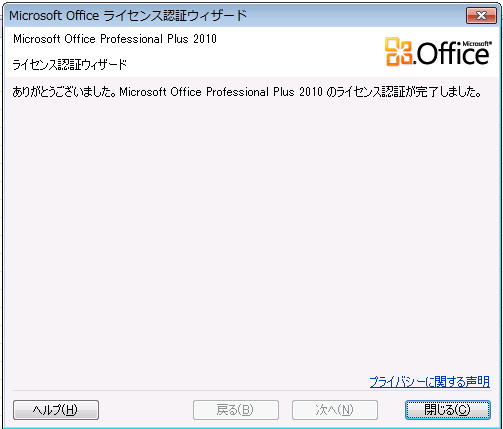 Microsoft Office ライセンス認証ウィザード
Microsoft Office Professional Plus 2010
Microsoft®
Office
ライセンス認証ウィザード
ありがとうございました。Microsoft Office Professional Plus 2010 のライセンス認証が完了しました。
プライバシーに関する声明
ヘルプ(H)
戻る(B)
次へ(N)
閉じる(C)